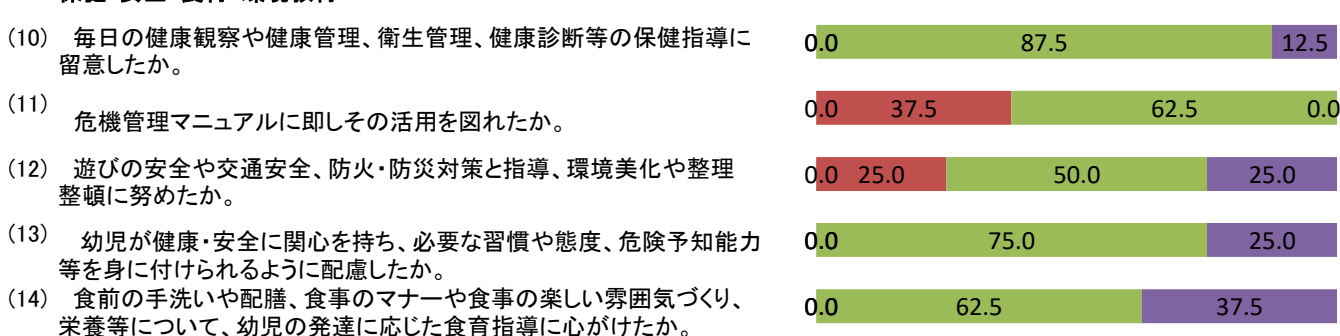 (10) 毎日の健康観察や健康管理、衛生管理、健康診断等の保健指導に
留意したか。
0.0 87.5 12.5
(11) 危機管理マニュアルに即しその活用を図れたか。
0.0 37.5 62.5 0.0
(12) 遊びの安全や交通安全、防火・防災対策と指導、環境美化や整理
整頓に努めたか。
0.0 25.0 50.0 25.0
(13) 幼児が健康・安全に関心を持ち、必要な習慣や態度、危険予知能力
等を身に付けられるように配慮したか。
0.0 75.0 25.0
(14) 食前の手洗いや配膳、食事のマナーや食事の楽しい雰囲気づくり、
栄養等について、幼児の発達に応じた食育指導に心がけたか。
0.0 62.5 37.5